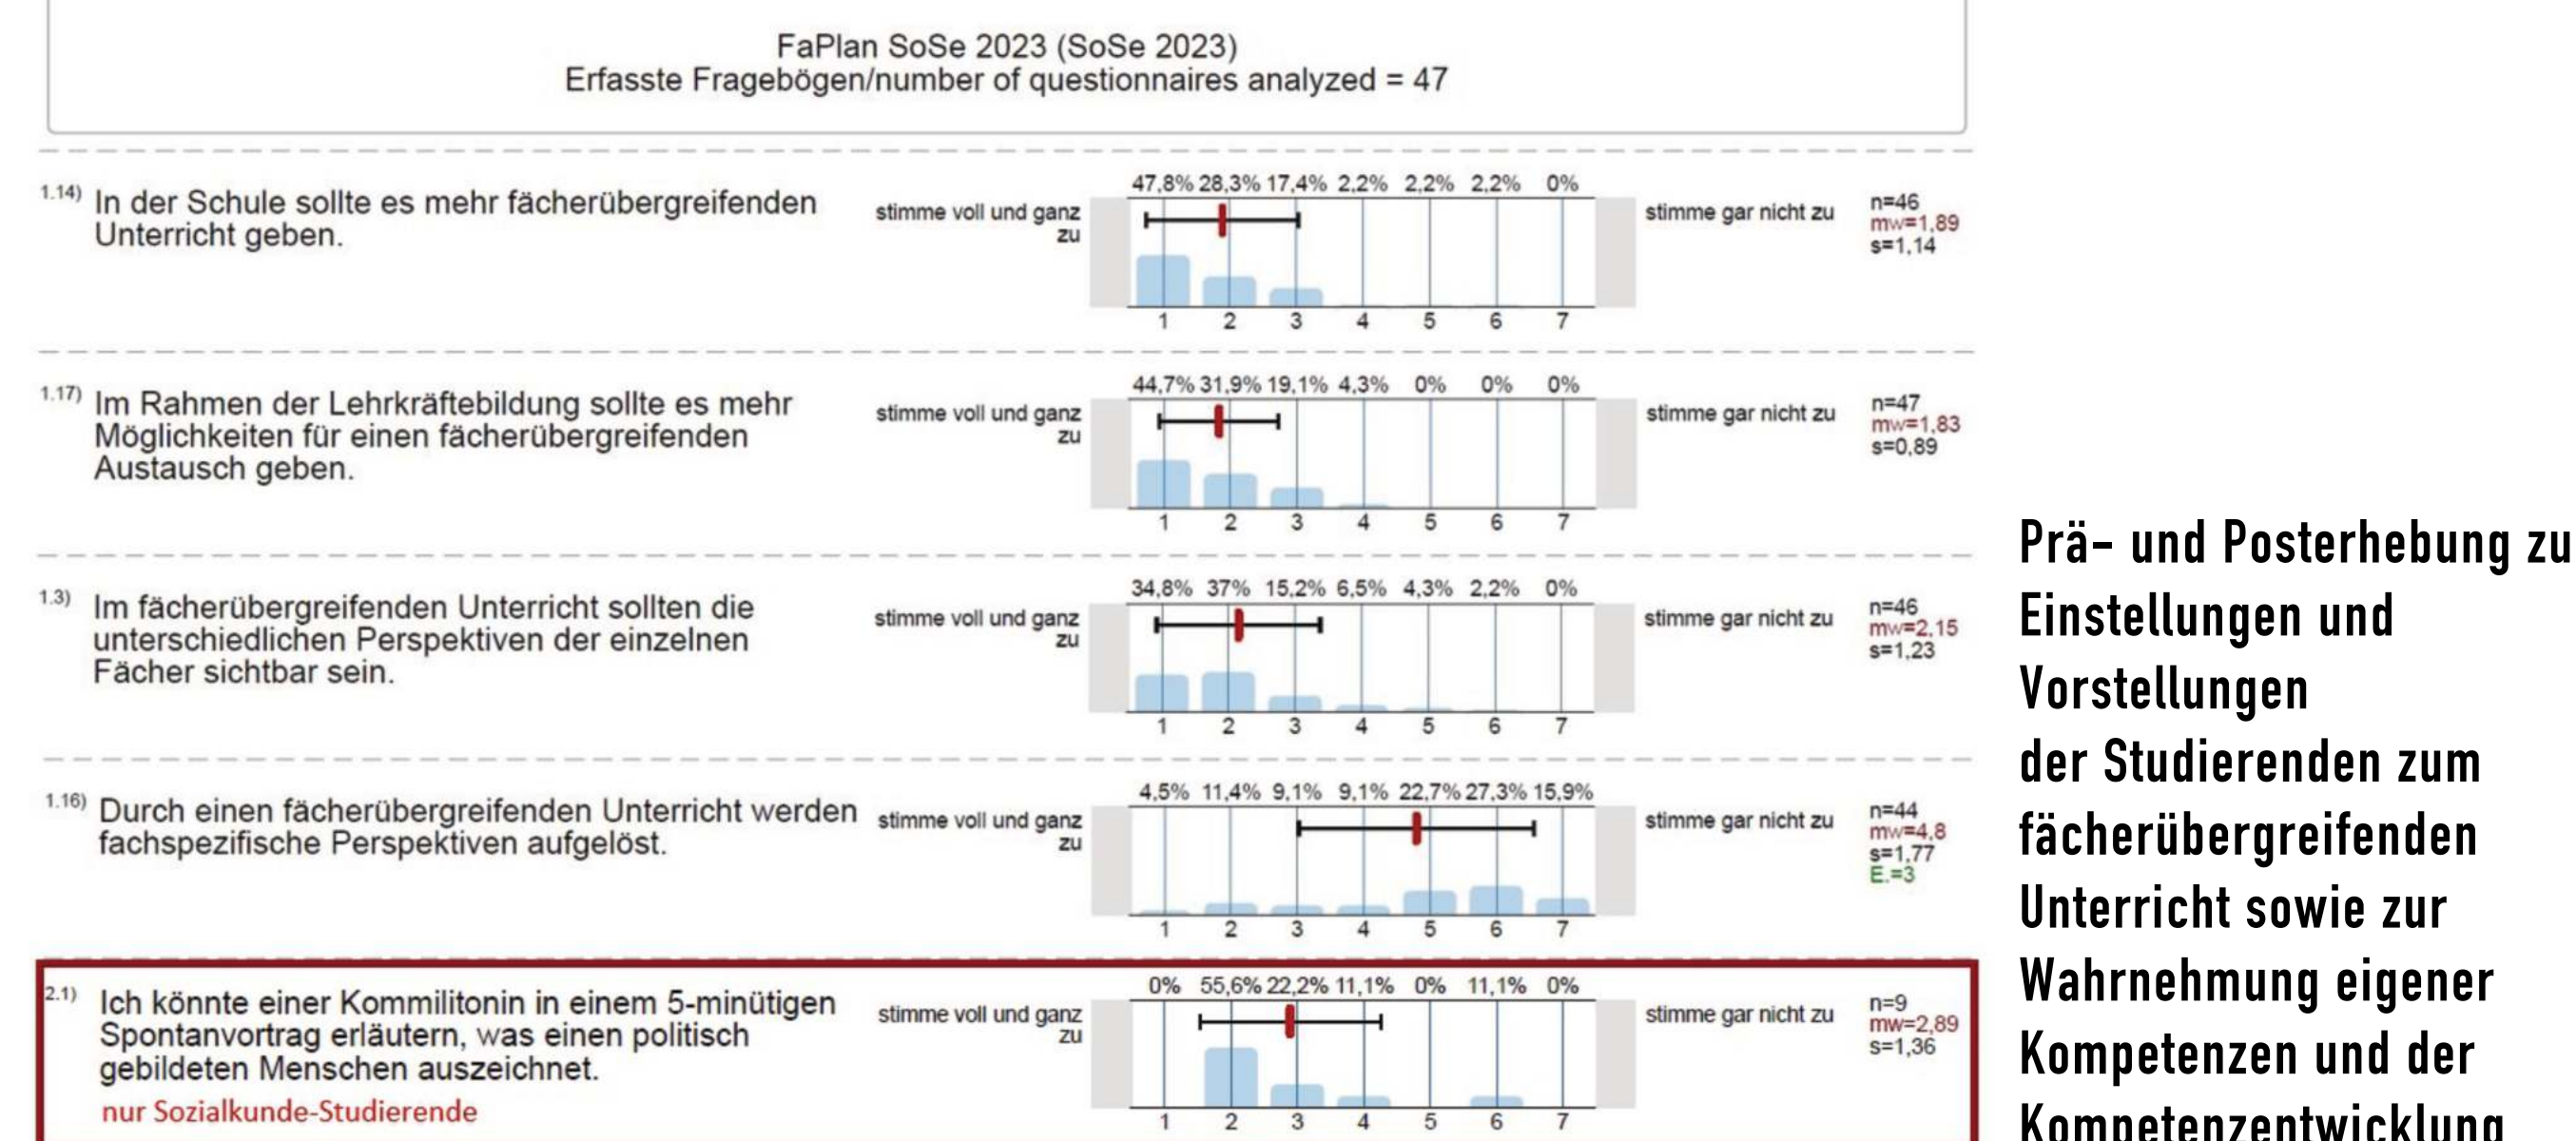 FaPlan SoSe 2023 (SoSe 2023)
Erfasste Fragebögen/number of questionnaires analyzed = 47
1.14) In der Schule sollte es mehr fächerübergreifenden
Unterricht geben.
stimme voll und ganz
zu
47,8% 28,3% 17,4% 2,2% 2,2% 2,2% 0%
1 2 3 4 5 6 7
stimme gar nicht zu
n=46
mw=1,89
s=1,14
1.17) Im Rahmen der Lehrkräftebildung sollte es mehr
Möglichkeiten für einen fächerübergreifenden
Austausch geben.
stimme voll und ganz
zu
44,7% 31,9% 19,1% 4,3% 0% 0% 0%
1 2 3 4 5 6 7
stimme gar nicht zu
n=47
mw=1,83
s=0,89
1.3) Im fächerübergreifenden Unterricht sollten die
unterschiedlichen Perspektiven der einzelnen
Fächer sichtbar sein.
stimme voll und ganz
zu
34,8% 37% 15,2% 6,5% 4,3% 2,2% 0%
1 2 3 4 5 6 7
stimme gar nicht zu
n=46
mw=2,15
s=1,23
1.16) Durch einen fächerübergreifenden Unterricht werden
fachspezifische Perspektiven aufgelöst.
stimme voll und ganz
zu
4,5% 11,4% 9,1% 9,1% 22,7% 27,3% 15,9%
1 2 3 4 5 6 7
stimme gar nicht zu
n=44
mw=4,8
s=1,77
E.=3
2.1) Ich könnte einer Kommilitonin in einem 5-minütigen
Spontanvortrag erläutern, was einen politisch
gebildeten Menschen auszeichnet.
nur Sozialkunde-Studierende
stimme voll und ganz
zu
0% 55,6% 22,2% 11,1% 0% 11,1% 0%
1 2 3 4 5 6 7
stimme gar nicht zu
n=9
mw=2,89
s=1,36
Prä- und Posterhebung zu
Einstellungen und
Vorstellungen
der Studierenden zum
fächerübergreifenden
Unterricht sowie zur
Wahrnehmung eigener
Kompetenzen und der
Kompetenzentwicklung